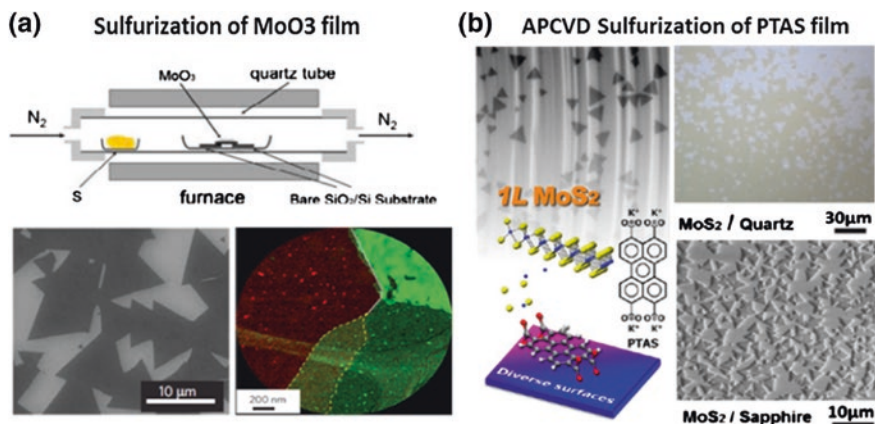 (a) Sulfurization of MoO3 film
MoO₃
quartz tube
N₂
N₂
S
furnace
Bare SiO₂/Si Substrate
10 µm
200 nm
(b) APCVD Sulfurization of PTAS film
1L MoS₂
K⁺ K⁺
K⁺ K⁺
PTAS
Diverse surfaces
MoS₂ / Quartz 30µm
MoS₂ / Sapphire 10µm